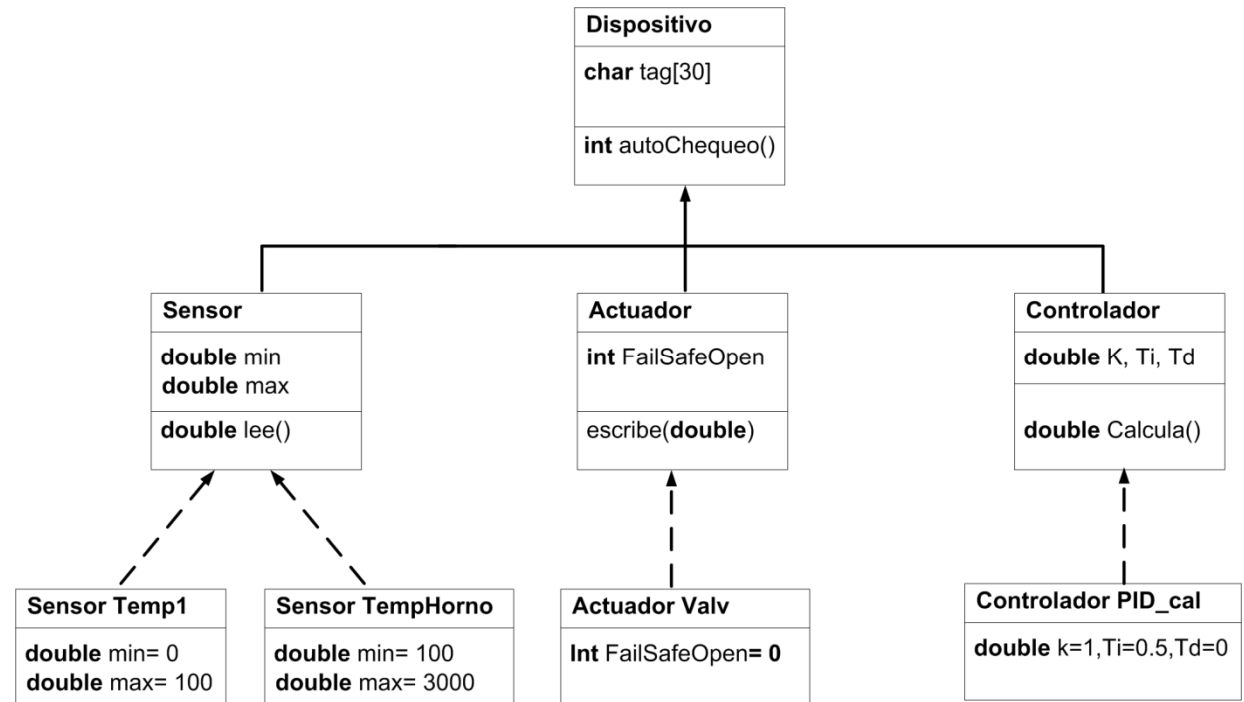 Dispositivo
char tag[30]
int autoChequeo()
Sensor
double min
double max
double lee()
Actuador
int FailSafeOpen
escribe(double)
Controlador
double K, Ti, Td
double Calcula()
Sensor Temp1
double min= 0
double max= 100
Sensor TempHorno
double min= 100
double max= 3000
Actuador Valv
Int FailSafeOpen= 0
Controlador PID_cal
double k=1,Ti=0.5,Td=0